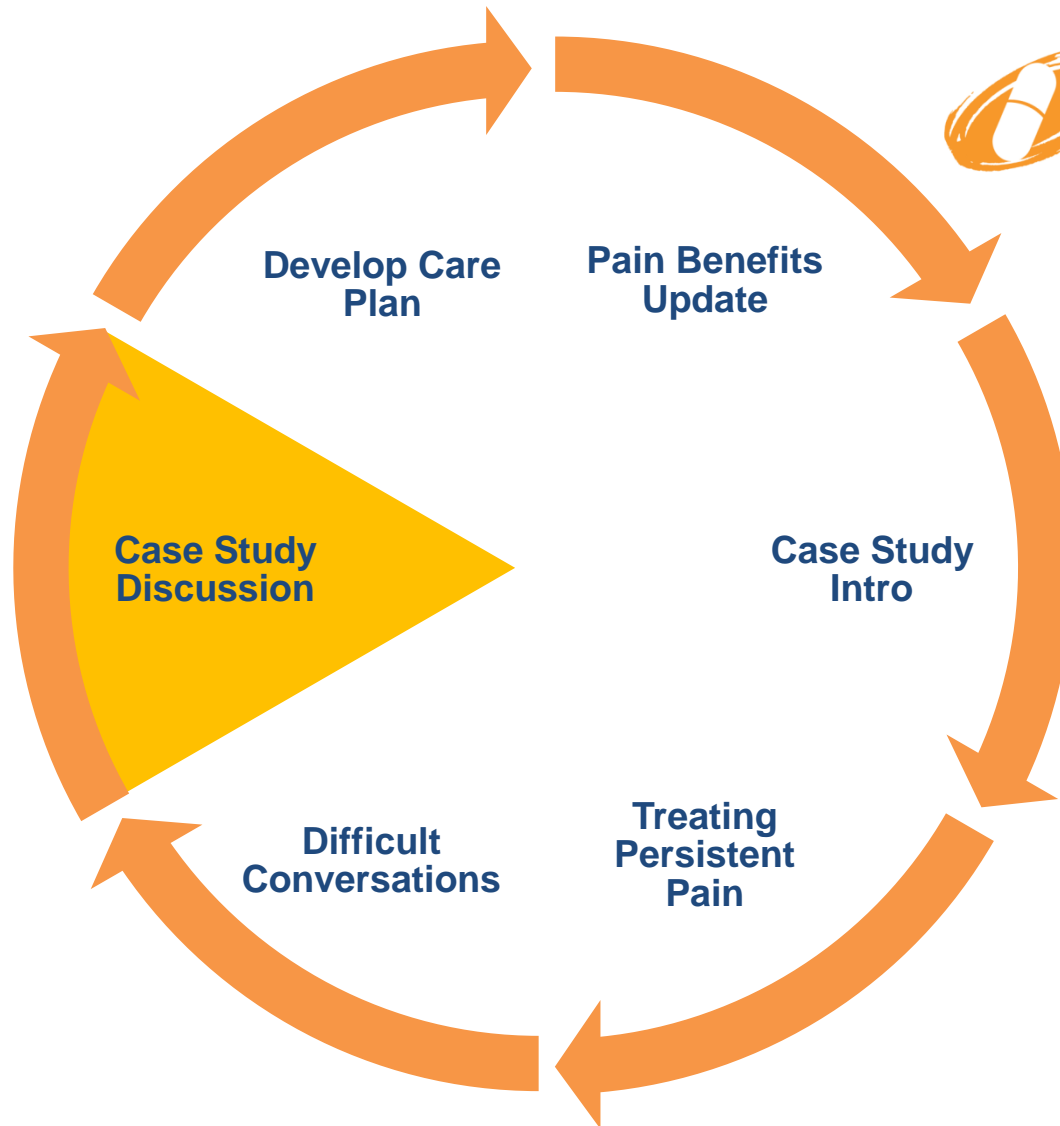 Develop Care
Plan
Pain Benefits
Update
Case Study
Intro
Treating
Persistent
Pain
Difficult
Conversations
Case Study
Discussion